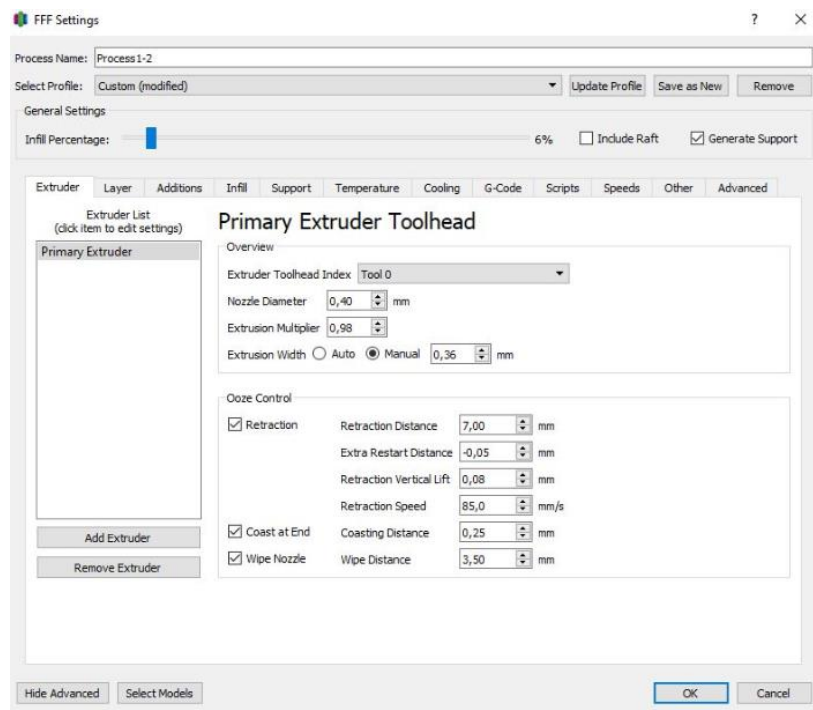 FFF Settings
? ×
Process Name: Process1-2
Select Profile: Custom (modified) Update Profile Save as New Remove
General Settings
Infill Percentage: 6% Include Raft Generate Support
Extruder Layer Additions Infill Support Temperature Cooling G-Code Scripts Speeds Other Advanced
Extruder List
(click item to edit settings)
Primary Extruder
Add Extruder
Remove Extruder
Primary Extruder Toolhead
Overview
Extruder Toolhead Index Tool 0
Nozzle Diameter 0,40 mm
Extrusion Multiplier 0,98
Extrusion Width Auto Manual 0,36 mm
Ooze Control
Retraction Retraction Distance 7,00 mm
Extra Restart Distance -0,05 mm
Retraction Vertical Lift 0,08 mm
Retraction Speed 85,0 mm/s
Coast at End Coasting Distance 0,25 mm
Wipe Nozzle Wipe Distance 3,50 mm
Hide Advanced Select Models OK Cancel